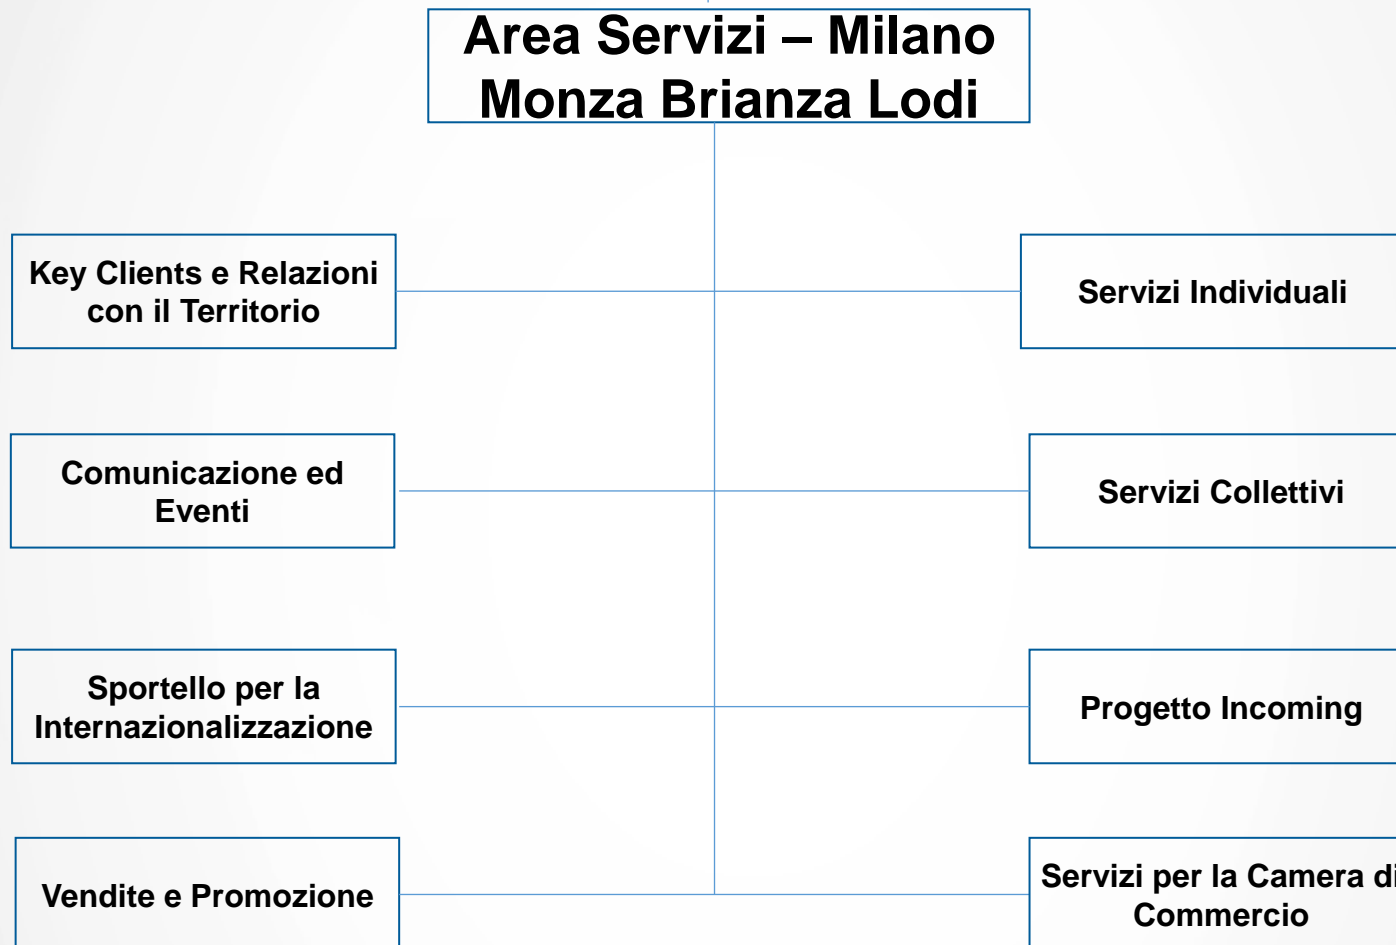 Area Servizi – Milano
Monza Brianza Lodi
Key Clients e Relazioni
con il Territorio
Servizi Individuali
Comunicazione ed
Eventi
Servizi Collettivi
Sportello per la
Internazionalizzazione
Progetto Incoming
Vendite e Promozione
Servizi per la Camera di
Commercio